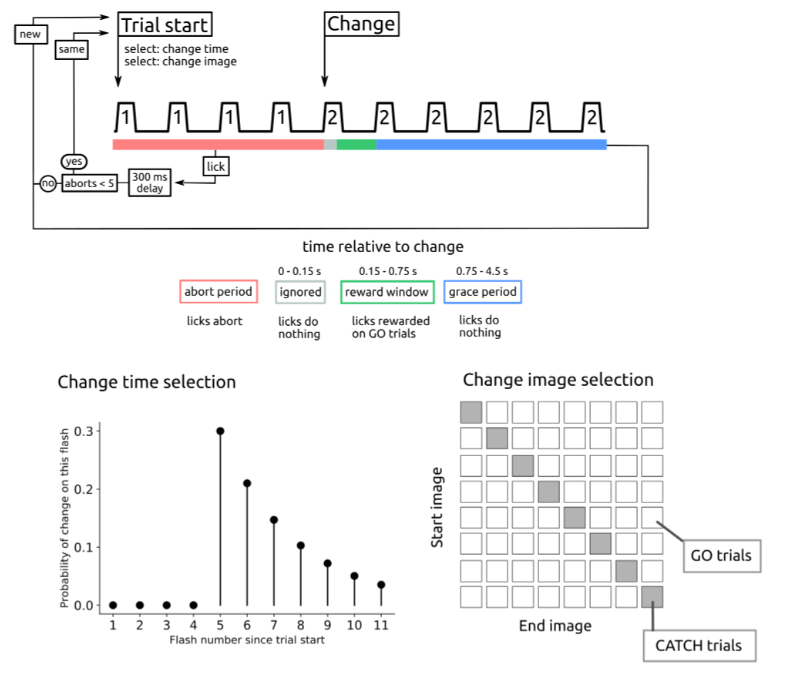 new
same
Trial start
select: change time
select: change image
Change
1 1 1 1 2 2 2 2 2 2
yes
no
aborts < 5
300 ms
delay
lick
time relative to change
0 - 0.15 s 0.15 - 0.75 s 0.75 - 4.5 s
abort period ignored reward window grace period
licks abort
licks do
nothing
licks rewarded
on GO trials
licks do
nothing
Change time selection
Probability of change on this flash
0.3
0.2
0.1
0.0
1 2 3 4 5 6 7 8 9 10 11
Flash number since trial start
Change image selection
Start image
End image
GO trials
CATCH trials